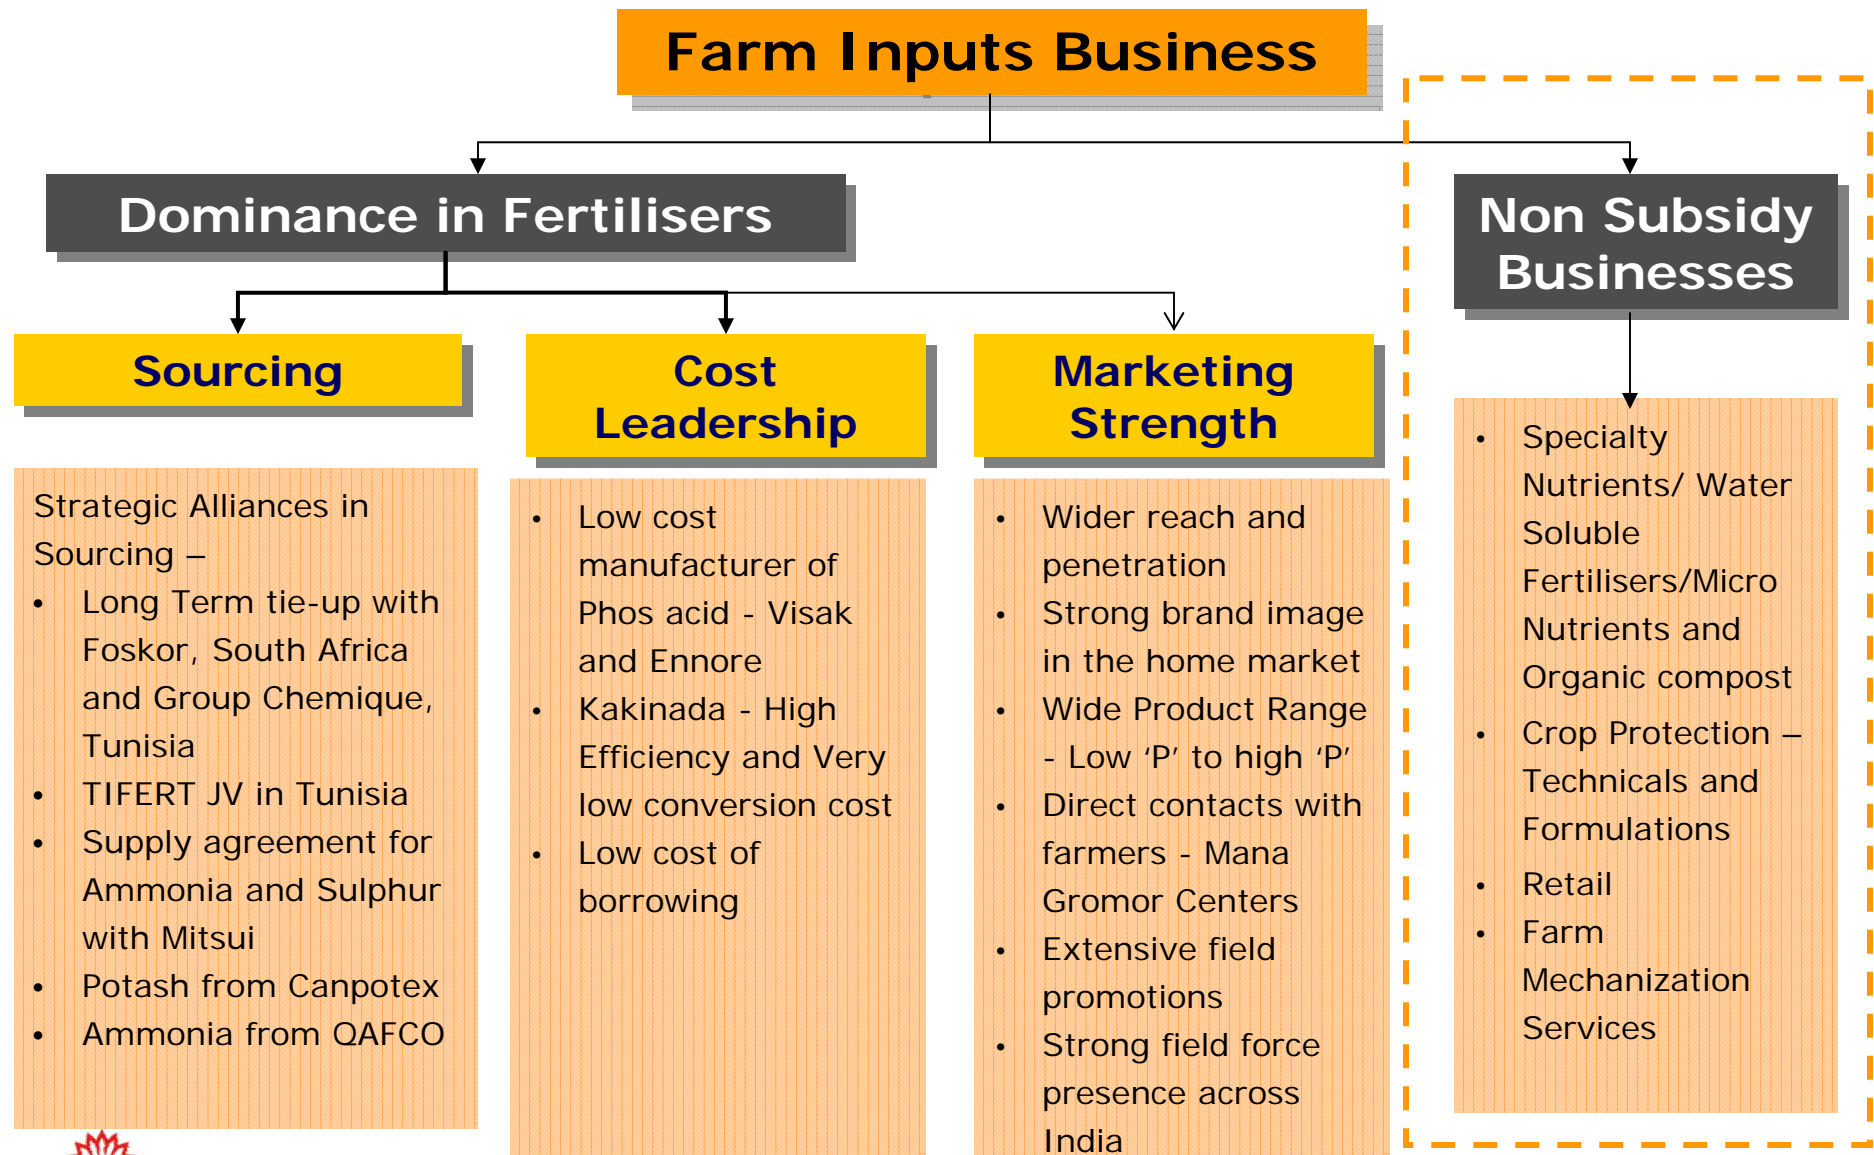 Farm Inputs Business
Dominance in Fertilisers
Non Subsidy
Businesses
Sourcing
Cost
Leadership
Marketing
Strength
Strategic Alliances in
Sourcing –
• Long Term tie-up with
Foskor, South Africa
and Group Chemique,
Tunisia
• TIFERT JV in Tunisia
• Supply agreement for
Ammonia and Sulphur
with Mitsui
• Potash from Canpotex
• Ammonia from QAFCO
• Low cost
manufacturer of
Phos acid - Visak
and Ennore
• Kakinada - High
Efficiency and Very
low conversion cost
• Low cost of
borrowing
• Wider reach and
penetration
• Strong brand image
in the home market
• Wide Product Range
- Low ‘P’ to high ‘P’
• Direct contacts with
farmers - Mana
Gromor Centers
• Extensive field
promotions
• Strong field force
presence across
India
• Specialty
Nutrients/ Water
Soluble
Fertilisers/Micro
Nutrients and
Organic compost
• Crop Protection –
Technicals and
Formulations
• Retail
• Farm
Mechanization
Services